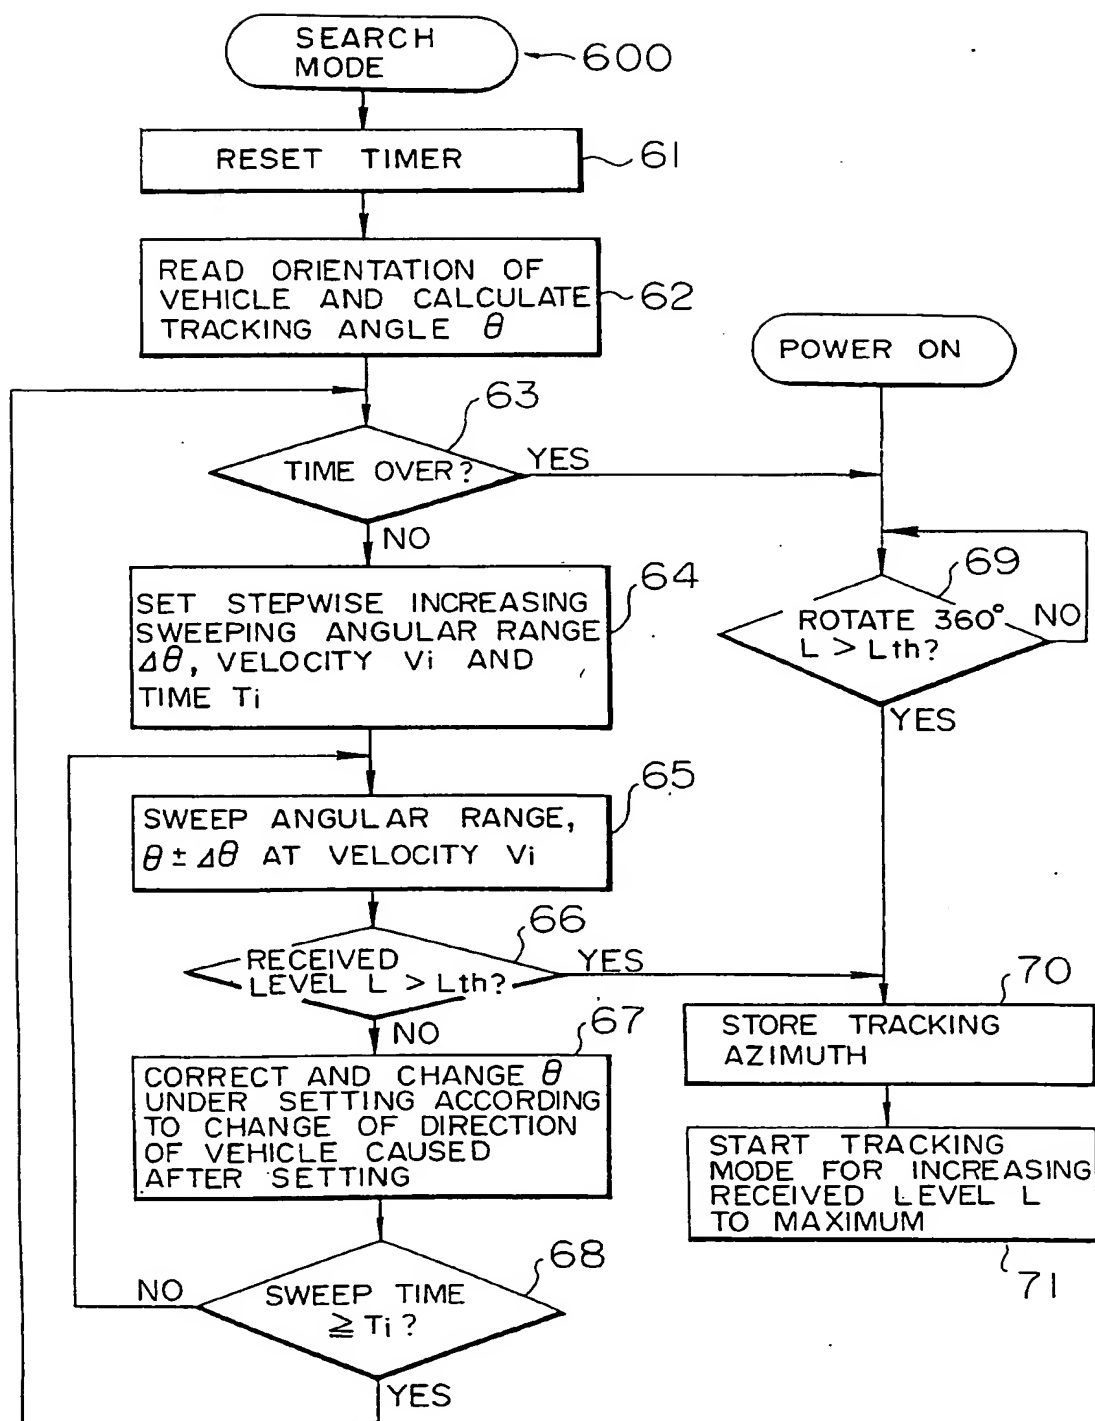 SEARCH
MODE
600
RESET TIMER
61
READ ORIENTATION OF
VEHICLE AND CALCULATE
TRACKING ANGLE θ
62
POWER ON
63
TIME OVER?
YES
NO
64
SET STEPWISE INCREASING
SWEEPING ANGULAR RANGE
Δθ, VELOCITY Vi AND
TIME Ti
69
ROTATE 360°
L > Lth?
NO
YES
65
SWEEP ANGULAR RANGE,
θ ± Δθ AT VELOCITY Vi
66
RECEIVED
LEVEL L > Lth?
YES
NO
67
CORRECT AND CHANGE θ
UNDER SETTING ACCORDING
TO CHANGE OF DIRECTION
OF VEHICLE CAUSED
AFTER SETTING
70
STORE TRACKING
AZIMUTH
START TRACKING
MODE FOR INCREASING
RECEIVED LEVEL L
TO MAXIMUM
71
68
NO
SWEEP TIME
≧ Ti?
YES